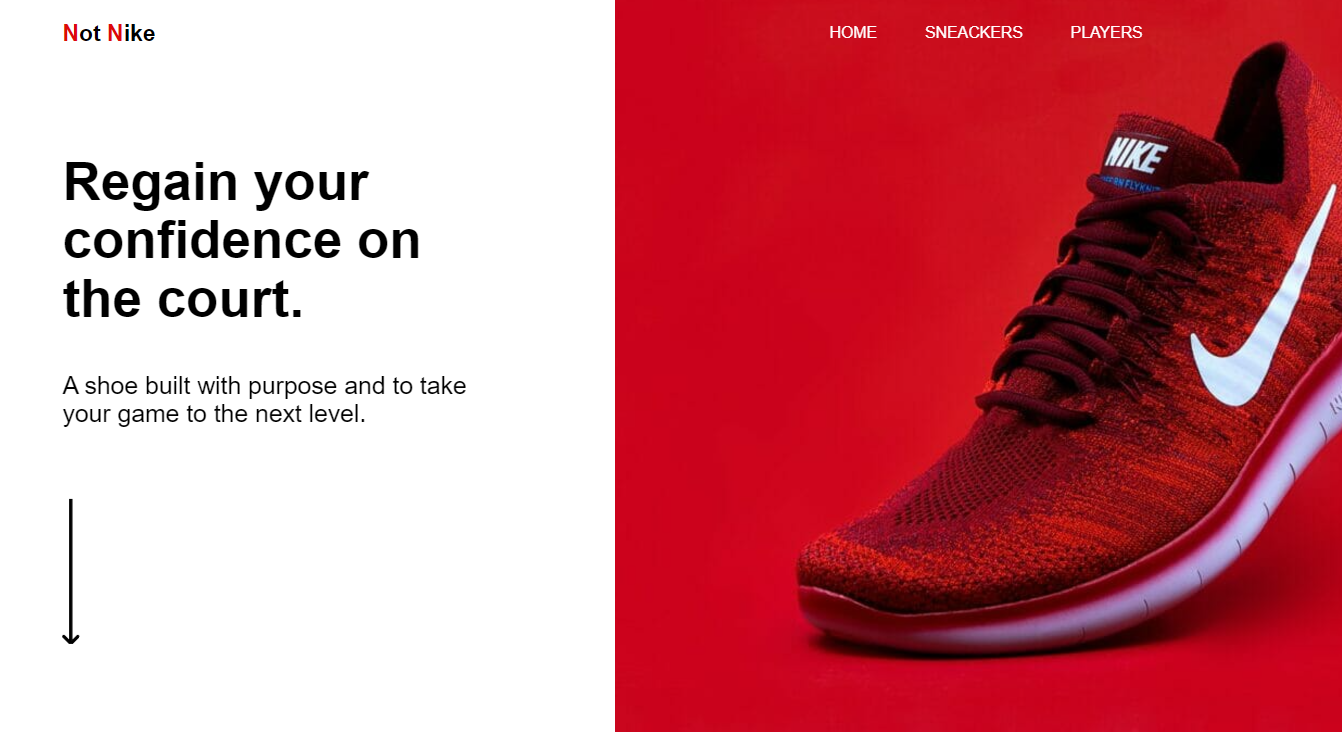 Not Nike
HOME SNEACKERS PLAYERS
Regain your
confidence on
the court.
A shoe built with purpose and to take
your game to the next level.
NIKE